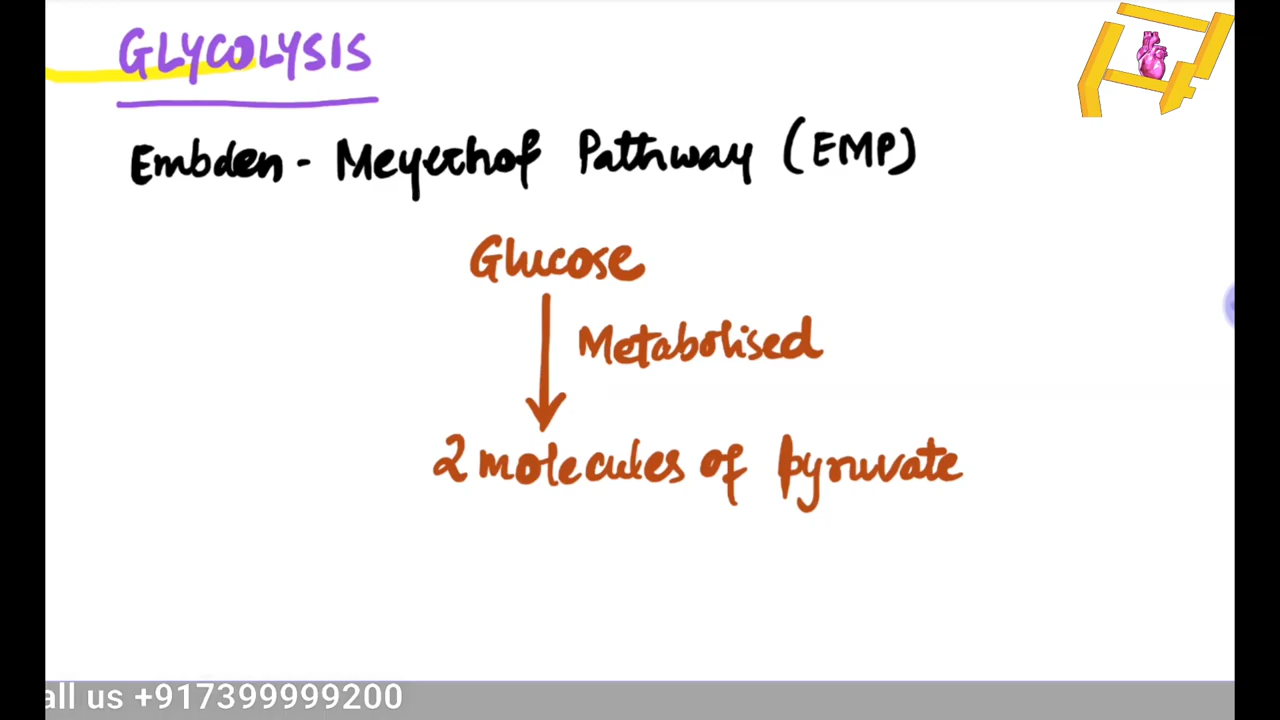 GLYCOLYSIS
Embden - Meyerhof Pathway (EMP)
Glucose
Metabolised
2 molecules of pyruvate
all us +917399999200